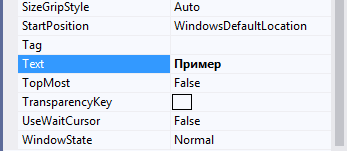 SizeGripStyle Auto
StartPosition WindowsDefaultLocation
Tag
Text Пример
TopMost False
TransparencyKey
UseWaitCursor False
WindowState Normal